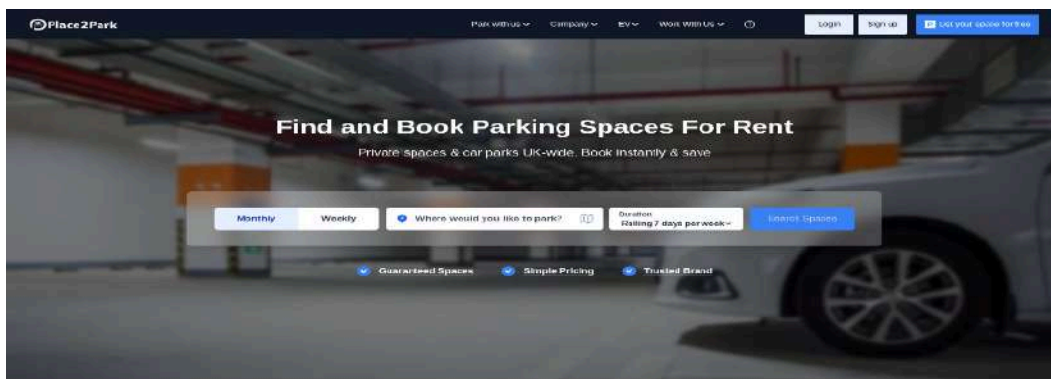 Place2Park
Park with us
Company
EV
Work With Us
Login
Sign up
List your space for free
Find and Book Parking Spaces For Rent
Private spaces & car parks UK-wide. Book instantly & save
Monthly
Weekly
Where would you like to park?
Duration
Rolling 7 days per week
Search Spaces
Guaranteed Spaces
Simple Pricing
Trusted Brand